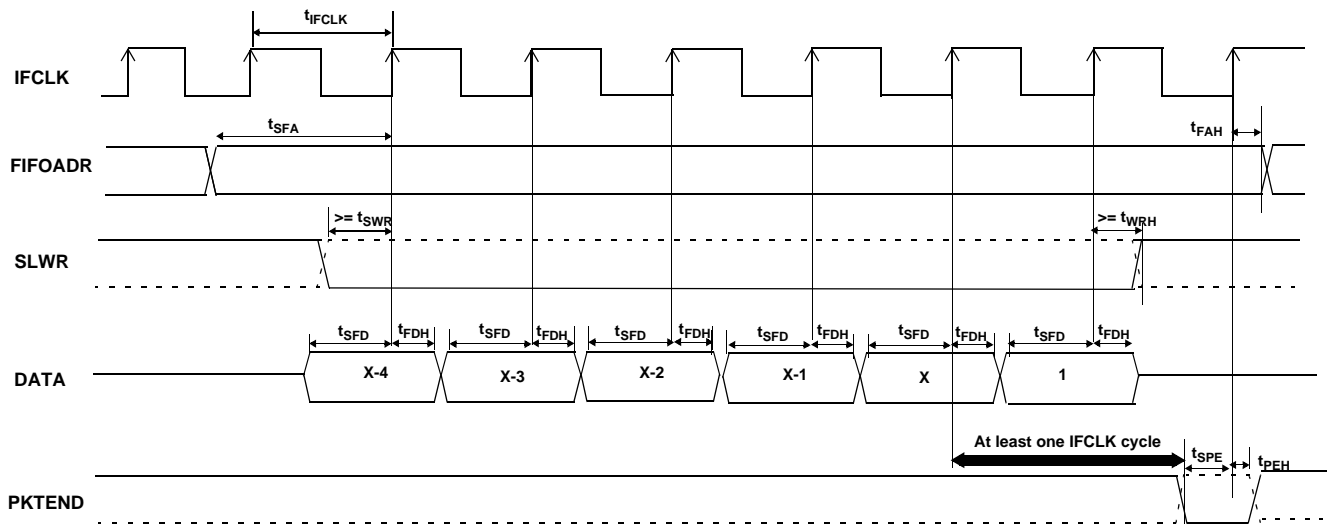 tIFCLK
IFCLK
tSFA
tFAH
FIFOADR
>= tSWR
>= tWRH
SLWR
tSFD tFDH tSFD tFDH tSFD tFDH tSFD tFDH tSFD tFDH tSFD tFDH
DATA X-4 X-3 X-2 X-1 X 1
At least one IFCLK cycle
tSPE
tPEH
PKTEND